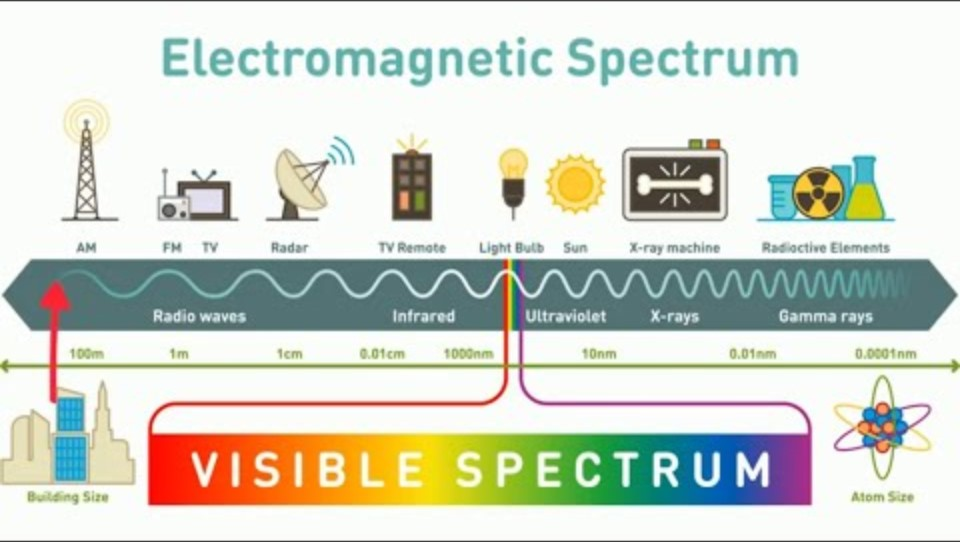 Electromagnetic Spectrum
AM FM TV Radar TV Remote Light Bulb Sun X-ray machine Radioctive Elements
Radio waves Infrared Ultraviolet X-rays Gamma rays
100m 1m 1cm 0.01cm 1000nm 10nm 0.01nm 0.0001nm
VISIBLE SPECTRUM
Building Size Atom Size